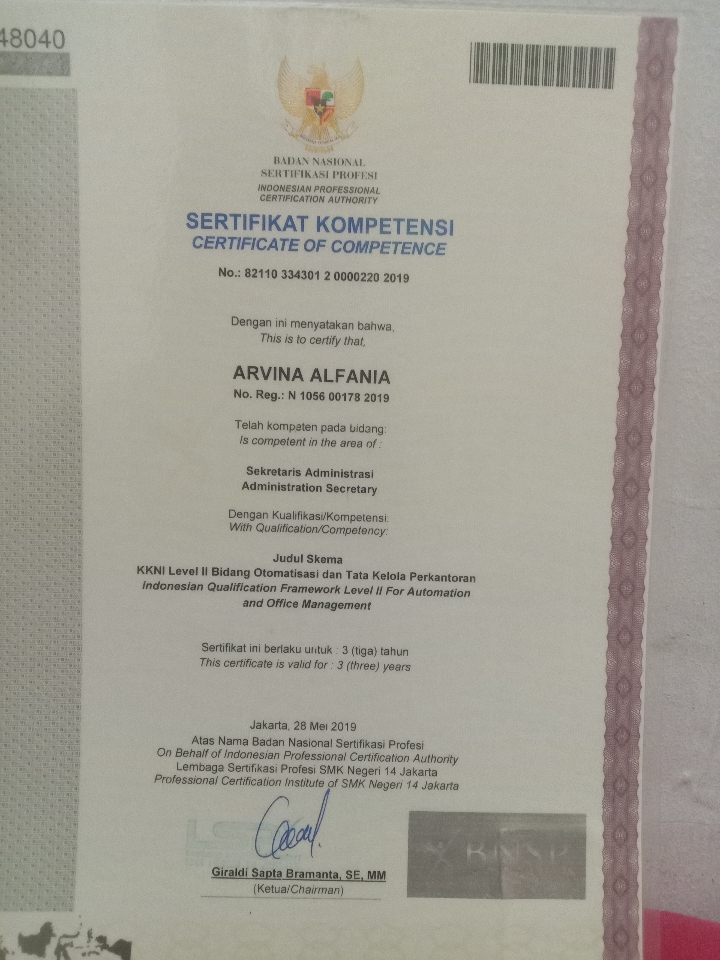 48040
BADAN NASIONAL
SERTIFIKASI PROFESI
INDONESIAN PROFESSIONAL
CERTIFICATION AUTHORITY
SERTIFIKAT KOMPETENSI
CERTIFICATE OF COMPETENCE
No.: 82110 334301 2 0000220 2019
Dengan ini menyatakan bahwa,
This is to certify that,
ARVINA ALFANIA
No. Reg.: N 1056 00178 2019
Telah kompaten pada bidang:
Is competent in the area of :
Sekretaris Administrasi
Administration Secretary
Dengan Kualifikasi/Kompetensi:
With Qualification/Competency:
Judul Skema
KKNI Level II Bidang Otomatisasi dan Tata Kelola Perkantoran
Indonesian Qualification Framework Level II For Automation
and Office Management
Sertifikat ini berlaku untuk : 3 (tiga) tahun
This certificate is valid for : 3 (three) years
Jakarta, 28 Mei 2019
Atas Nama Badan Nasional Sertifikasi Profesi
On Behalf of Indonesian Professional Certification Authority
Lembaga Sertifikasi Profesi SMK Negeri 14 Jakarta
Professional Certification Institute of SMK Negeri 14 Jakarta
BNSP
Giraldi Sapta Bramanta, SE, MM
(Ketua/Chairman)